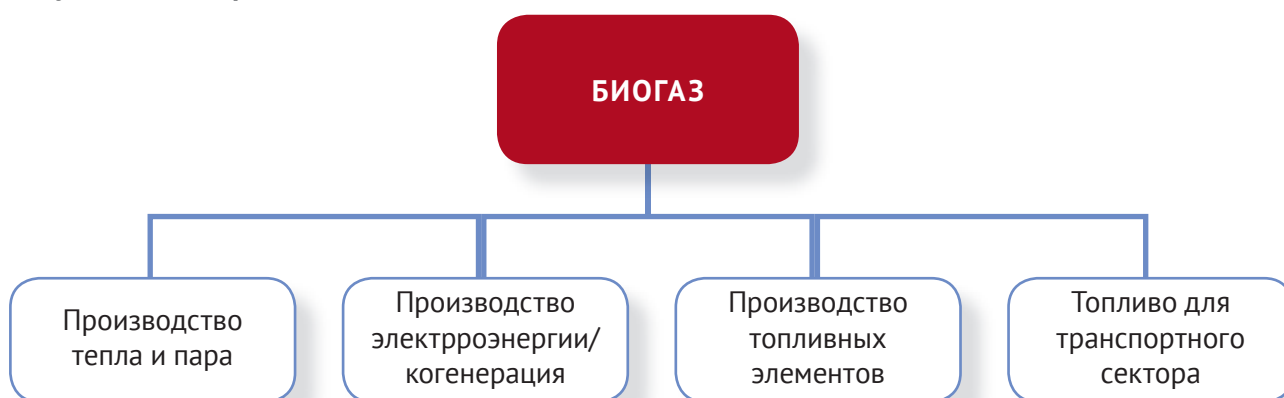 БИОГАЗ
Производство
тепла и пара
Производство
электрроэнергии/
когенерация
Производство
топливных
элементов
Топливо для
транспортного
сектора